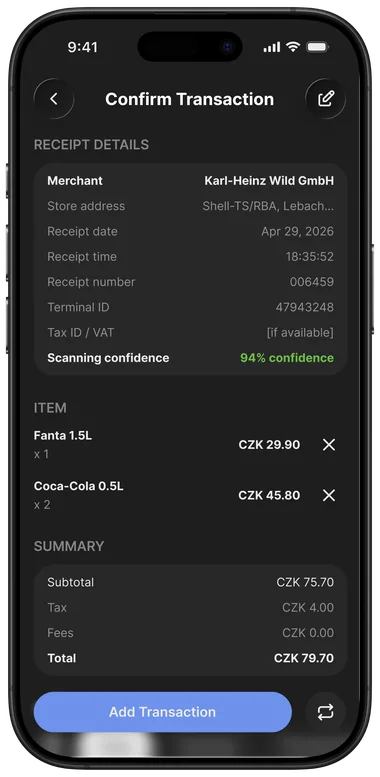 9:41
Confirm Transaction
RECEIPT DETAILS
Merchant Karl-Heinz Wild GmbH
Store address Shell-TS/RBA, Lebach...
Receipt date Apr 29, 2026
Receipt time 18:35:52
Receipt number 006459
Terminal ID 47943248
Tax ID / VAT [if available]
Scanning confidence 94% confidence
ITEM
Fanta 1.5L CZK 29.90
x 1
Coca-Cola 0.5L CZK 45.80
x 2
SUMMARY
Subtotal CZK 75.70
Tax CZK 4.00
Fees CZK 0.00
Total CZK 79.70
Add Transaction